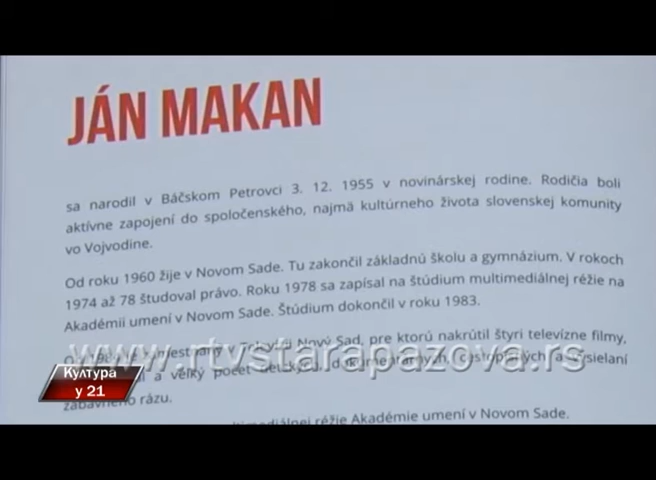 JÁN MAKAN
sa narodil v Báčskom Petrovci 3. 12. 1955 v novinárskej rodine. Rodičia boli
aktívne zapojení do spoločenského, najmä kultúrneho života slovenskej komunity
vo Vojvodine.
Od roku 1960 žije v Novom Sade. Tu zakončil základnú školu a gymnázium. V rokoch
1974 až 78 študoval právo. Roku 1978 sa zapísal na štúdium multimediálnej réžie na
Akadémii umení v Novom Sade. Štúdium dokončil v roku 1983.
Nový Sad, pre ktorú nakrútil štyri televízne filmy,
www.rtvstarapazova.rs
a veľký počet
Култура
у 21
zábavného rázu.
réžie Akadémie umení v Novom Sade.